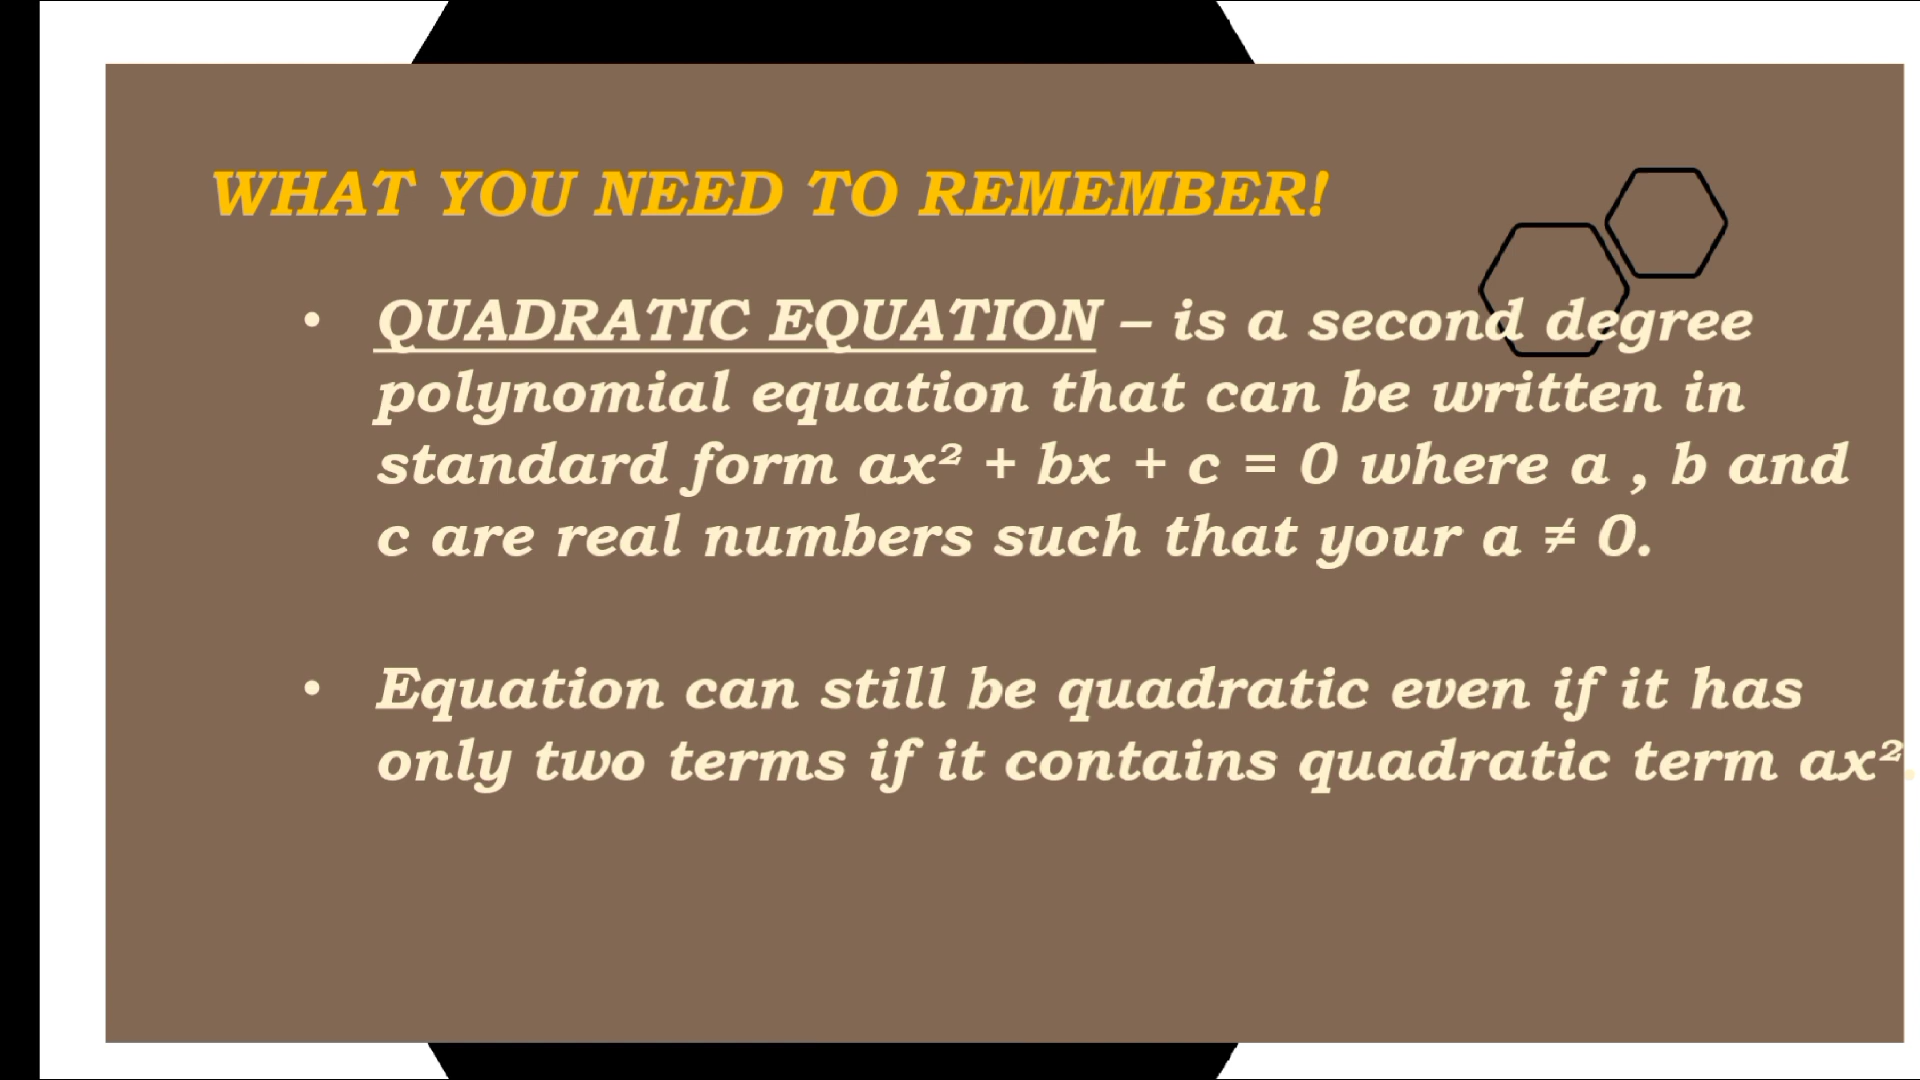 WHAT YOU NEED TO REMEMBER!
• QUADRATIC EQUATION – is a second degree
polynomial equation that can be written in
standard form ax² + bx + c = 0 where a , b and
c are real numbers such that your a ≠ 0.
• Equation can still be quadratic even if it has
only two terms if it contains quadratic term ax².